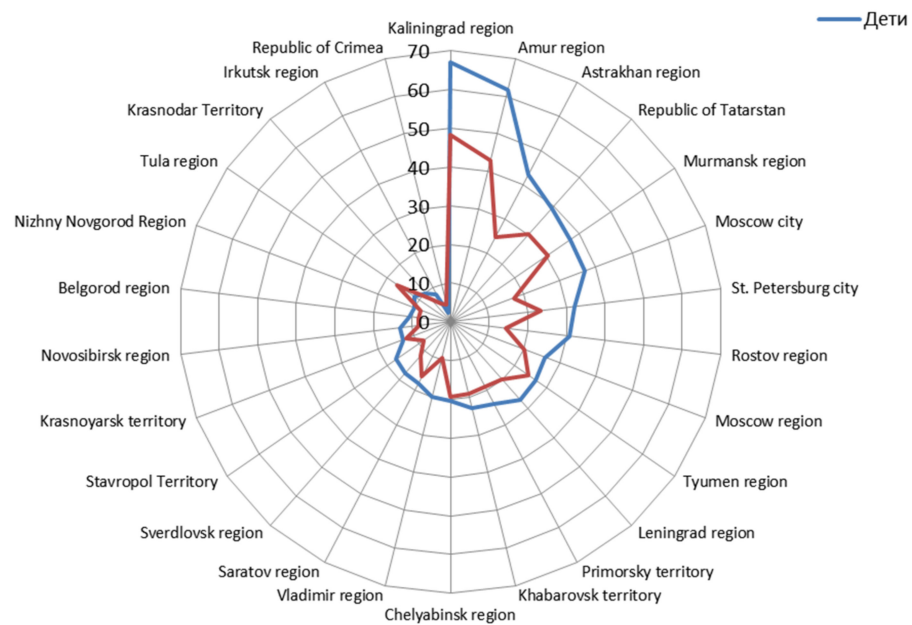 Дети
Kaliningrad region
Amur region
Astrakhan region
Republic of Tatarstan
Murmansk region
Moscow city
St. Petersburg city
Rostov region
Moscow region
Tyumen region
Leningrad region
Primorsky territory
Khabarovsk territory
Chelyabinsk region
Vladimir region
Saratov region
Sverdlovsk region
Stavropol Territory
Krasnoyarsk territory
Novosibirsk region
Belgorod region
Nizhny Novgorod Region
Tula region
Krasnodar Territory
Irkutsk region
Republic of Crimea
70
60
50
40
30
20
10
0